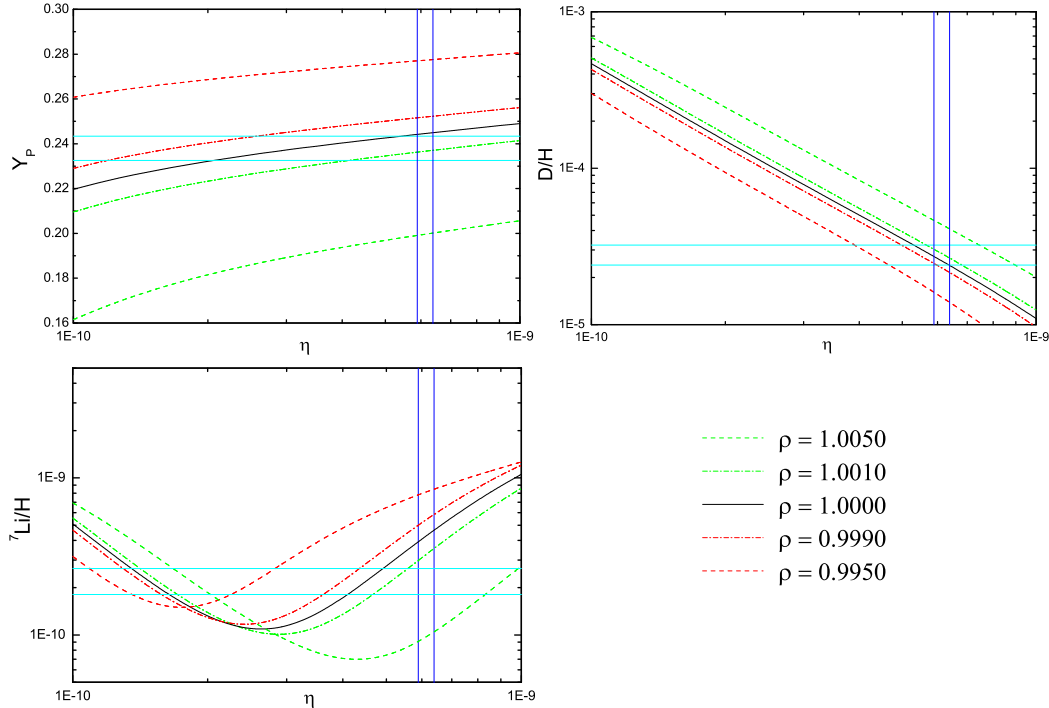 0.30
0.28
0.26
0.24
0.22
0.20
0.18
0.16
Y_P
1E-10
η
1E-9
1E-3
1E-4
1E-5
D/H
1E-10
η
1E-9
1E-9
1E-10
⁷Li/H
1E-10
η
1E-9
ρ = 1.0050
ρ = 1.0010
ρ = 1.0000
ρ = 0.9990
ρ = 0.9950